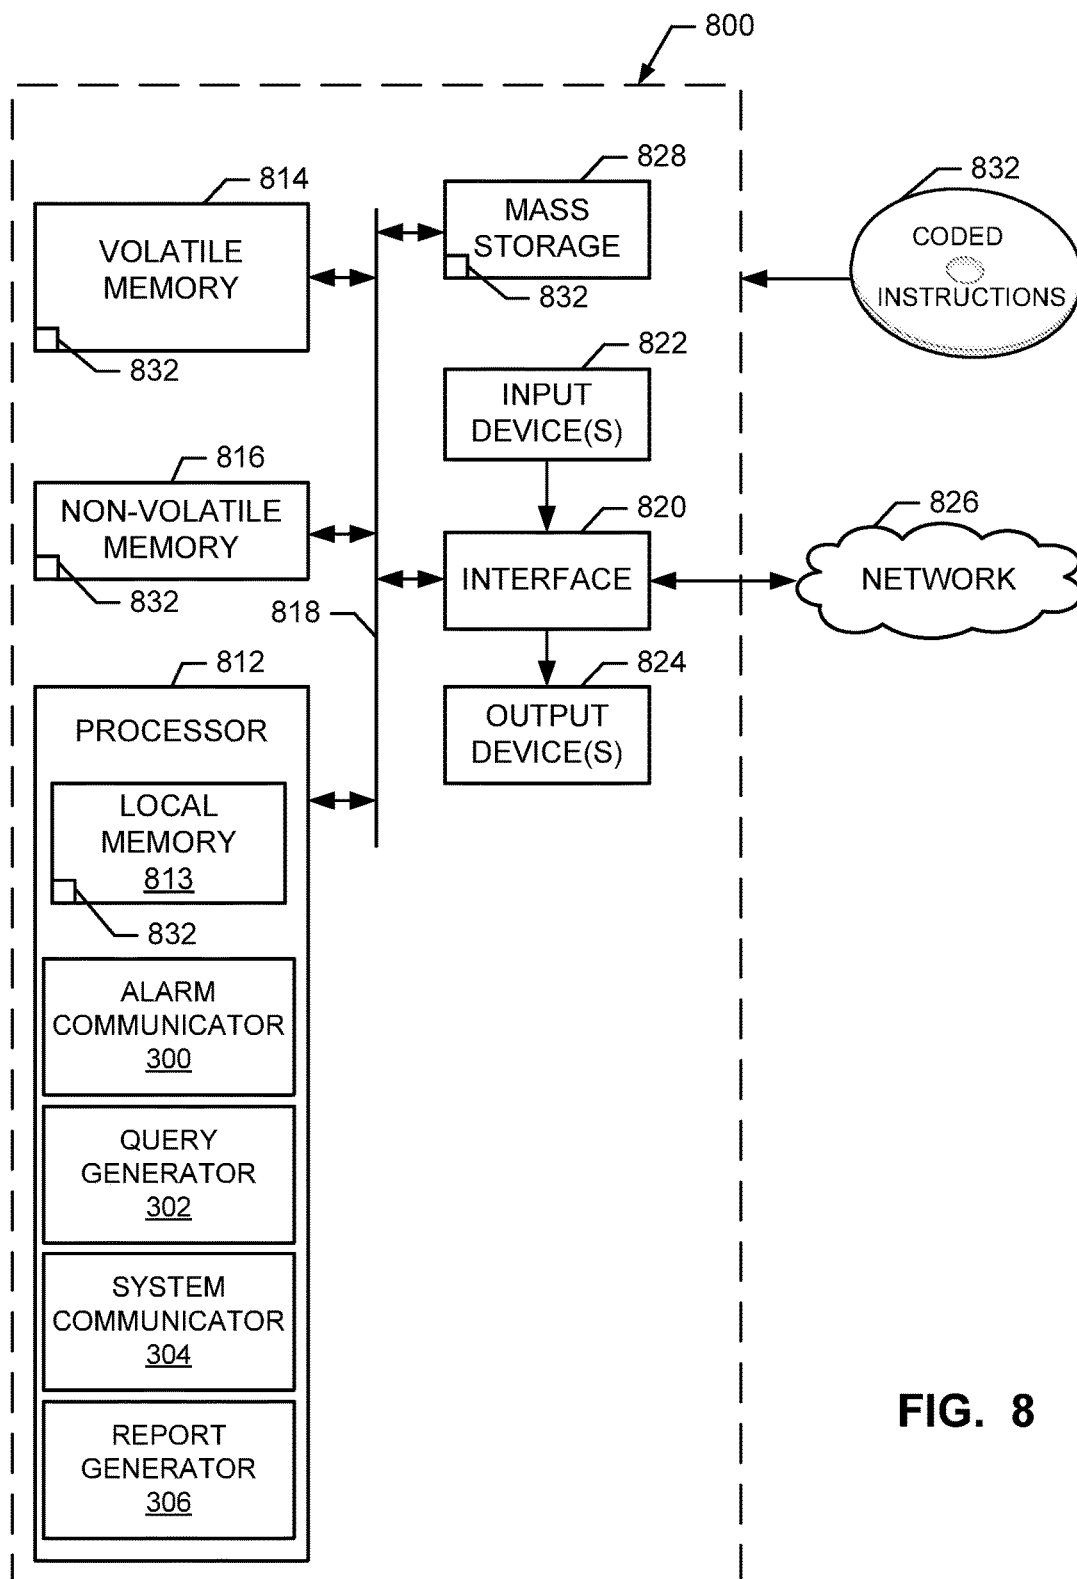 800
814
VOLATILE
MEMORY
832
828
MASS
STORAGE
832
832
CODED
INSTRUCTIONS
822
INPUT
DEVICE(S)
816
NON-VOLATILE
MEMORY
832
820
INTERFACE
826
NETWORK
818
824
OUTPUT
DEVICE(S)
812
PROCESSOR
LOCAL
MEMORY
813
832
ALARM
COMMUNICATOR
300
QUERY
GENERATOR
302
SYSTEM
COMMUNICATOR
304
REPORT
GENERATOR
306
FIG. 8